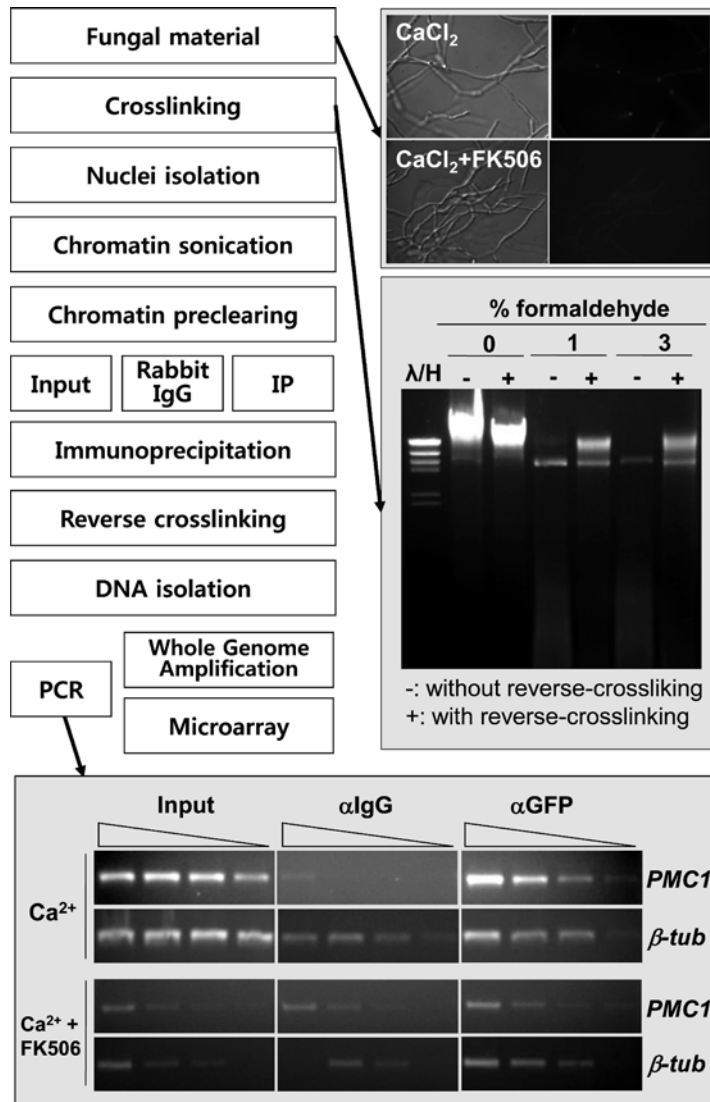 Fungal material
Crosslinking
Nuclei isolation
Chromatin sonication
Chromatin preclearing
Input
Rabbit
IgG
IP
Immunoprecipitation
Reverse crosslinking
DNA isolation
Whole Genome
Amplification
PCR
Microarray
CaCl₂
CaCl₂+FK506
% formaldehyde
0 1 3
λ/H - + - + - +
-: without reverse-crossliking
+: with reverse-crosslinking
Input αIgG αGFP
Ca²⁺
PMC1
β-tub
Ca²⁺ +
FK506
PMC1
β-tub